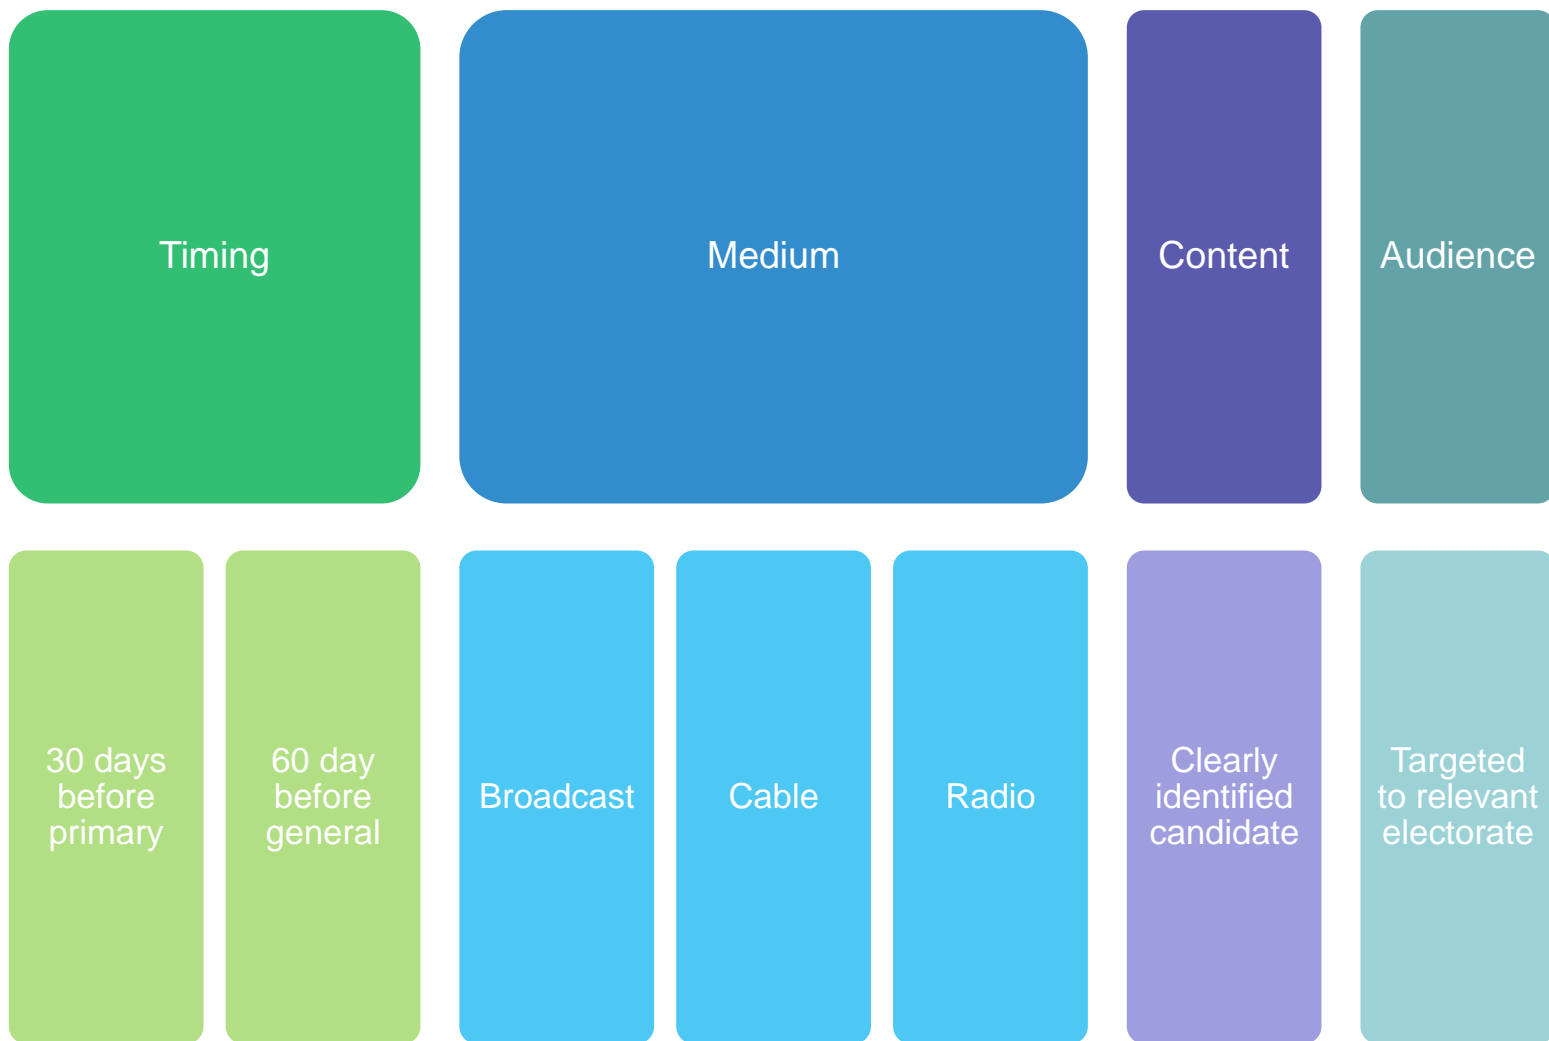 Timing
Medium
Content
Audience
30 days
before
primary
60 day
before
general
Broadcast
Cable
Radio
Clearly
identified
candidate
Targeted
to relevant
electorate